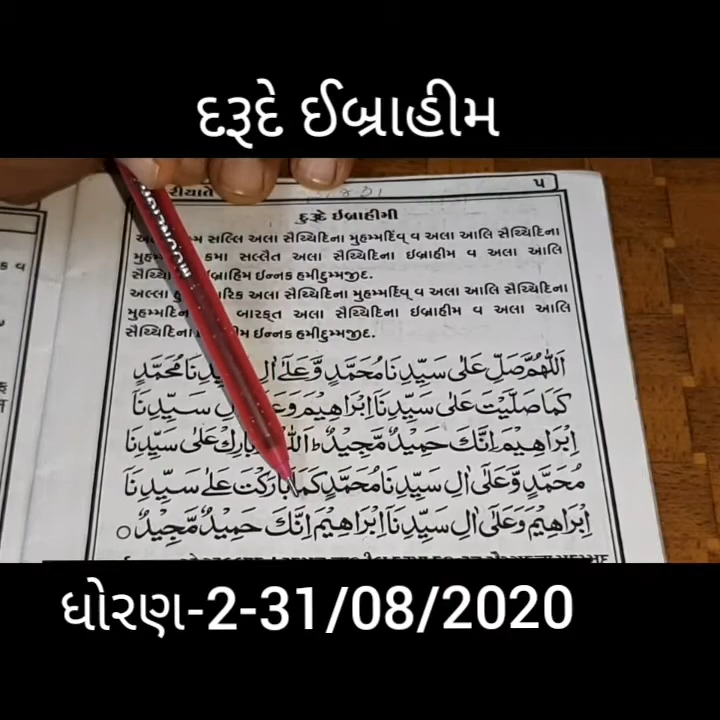 દરૂદે ઈબ્રાહીમ
રીયાતે
૫
દુરૂદે ઈબ્રાહીમી
સલ્લિ અલા સૈય્યિદિના મુહમ્મદિંવ્ વ અલા આલિ સૈય્યિદિના
કમા સલ્લૈત અલા સૈય્યિદિના ઈબ્રાહીમ વ અલા આલિ
ઈન્નક હમીદુમ્મજીદ.
અલા સૈય્યિદિના મુહમ્મદિંવ્ વ અલા આલિ સૈય્યિદિના
બારક્ત અલા સૈય્યિદિના ઈબ્રાહીમ વ અલા આલિ
સૈય્યિદિના ઈન્નક હમીદુમ્મજીદ.
اَللّٰهُمَّ صَلِّ عَلٰى سَيِّدِنَا مُحَمَّدٍ وَّعَلٰٓى اٰلِ مُحَمَّدٍ
كَمَا صَلَّيْتَ عَلٰى سَيِّدِنَا اِبْرَاهِيْمَ سَيِّدِنَا
اِبْرَاهِيْمَ اِنَّكَ حَمِيْدٌ مَّجِيْدٌ ط عَلٰى سَيِّدِنَا
مُحَمَّدٍ وَّعَلٰٓى اٰلِ سَيِّدِنَا مُحَمَّدٍ كَمَا بَارَكْتَ عَلٰى سَيِّدِنَا
اِبْرَاهِيْمَ وَعَلٰٓى اٰلِ سَيِّدِنَا اِبْرَاهِيْمَ اِنَّكَ حَمِيْدٌ مَّجِيْدٌ ○
ધોરણ-2-31/08/2020